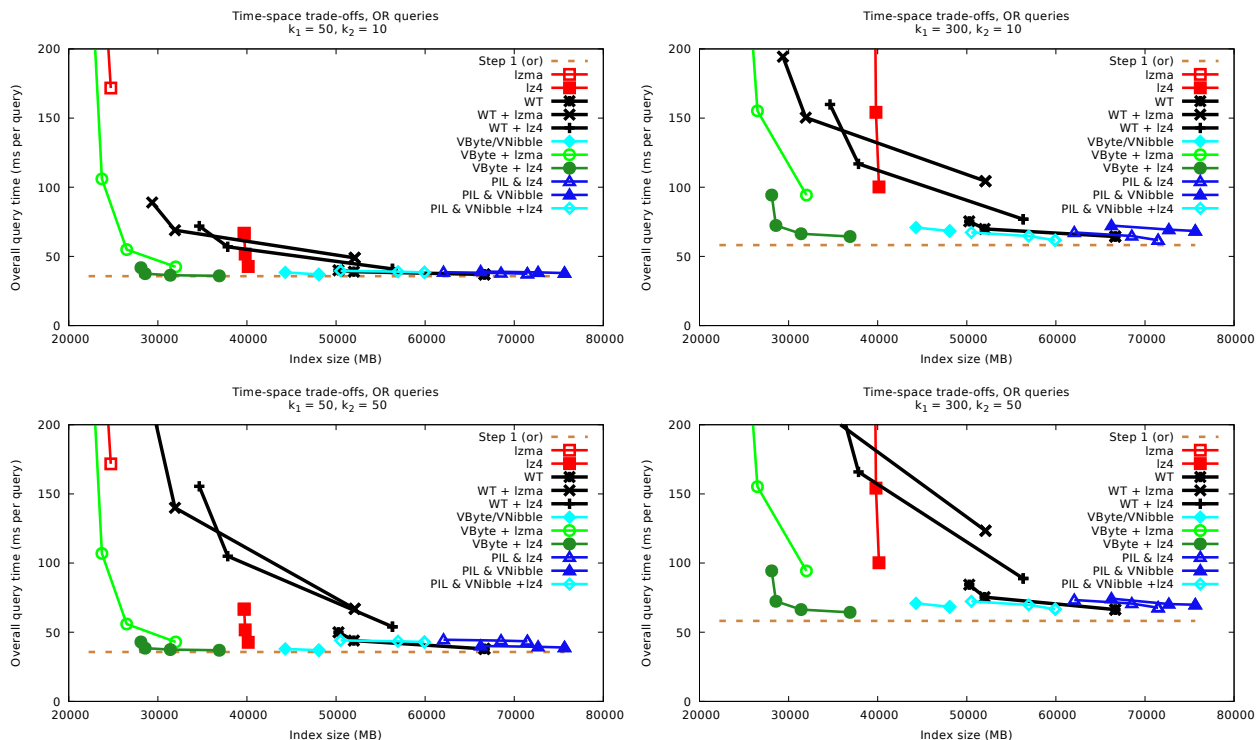 Time-space trade-offs, OR queries
k1 = 50, k2 = 10
Overall query time (ms per query)
200
150
100
50
0
Step 1 (or)
lzma
lz4
WT
WT + lzma
WT + lz4
VByte/VNibble
VByte + lzma
VByte + lz4
PIL & lz4
PIL & VNibble
PIL & VNibble +lz4
20000 30000 40000 50000 60000 70000 80000
Index size (MB)
Time-space trade-offs, OR queries
k1 = 300, k2 = 10
Overall query time (ms per query)
200
150
100
50
0
Step 1 (or)
lzma
lz4
WT
WT + lzma
WT + lz4
VByte/VNibble
VByte + lzma
VByte + lz4
PIL & lz4
PIL & VNibble
PIL & VNibble +lz4
20000 30000 40000 50000 60000 70000 80000
Index size (MB)
Time-space trade-offs, OR queries
k1 = 50, k2 = 50
Overall query time (ms per query)
200
150
100
50
0
Step 1 (or)
lzma
lz4
WT
WT + lzma
WT + lz4
VByte/VNibble
VByte + lzma
VByte + lz4
PIL & lz4
PIL & VNibble
PIL & VNibble +lz4
20000 30000 40000 50000 60000 70000 80000
Index size (MB)
Time-space trade-offs, OR queries
k1 = 300, k2 = 50
Overall query time (ms per query)
200
150
100
50
0
Step 1 (or)
lzma
lz4
WT
WT + lzma
WT + lz4
VByte/VNibble
VByte + lzma
VByte + lz4
PIL & lz4
PIL & VNibble
PIL & VNibble +lz4
20000 30000 40000 50000 60000 70000 80000
Index size (MB)